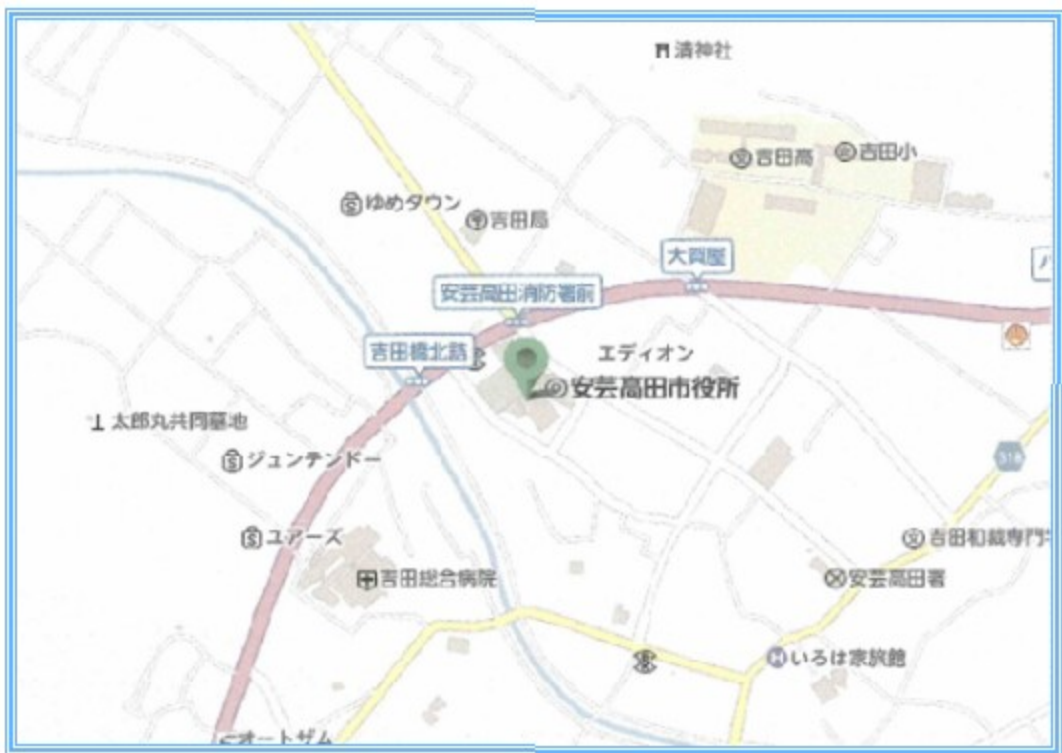 清神社
吉田高
吉田小
ゆめタウン
吉田局
大賀屋
安芸高田消防署前
吉田橋北詰
エディオン
安芸高田市役所
太郎丸共同墓地
ジュンテンドー
318
ユアーズ
吉田和裁専門
吉田総合病院
安芸高田署
いろは家旅館
オートザム